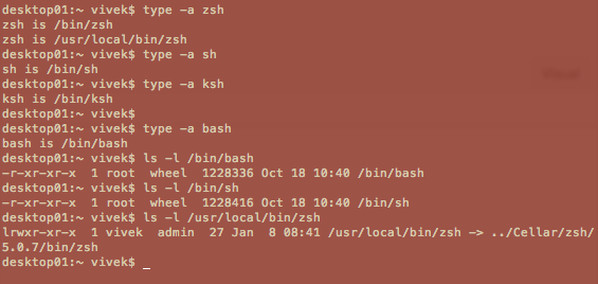 desktop01:~ vivek$ type -a zsh
zsh is /bin/zsh
zsh is /usr/local/bin/zsh
desktop01:~ vivek$ type -a sh
sh is /bin/sh
desktop01:~ vivek$ type -a ksh
ksh is /bin/ksh
desktop01:~ vivek$
desktop01:~ vivek$ type -a bash
bash is /bin/bash
desktop01:~ vivek$ ls -l /bin/bash
-r-xr-xr-x  1 root  wheel  1228336 Oct 18 10:40 /bin/bash
desktop01:~ vivek$ ls -l /bin/sh
-r-xr-xr-x  1 root  wheel  1228416 Oct 18 10:40 /bin/sh
desktop01:~ vivek$ ls -l /usr/local/bin/zsh
lrwxr-xr-x  1 vivek  admin  27 Jan  8 08:41 /usr/local/bin/zsh -> ../Cellar/zsh/
5.0.7/bin/zsh
desktop01:~ vivek$ _